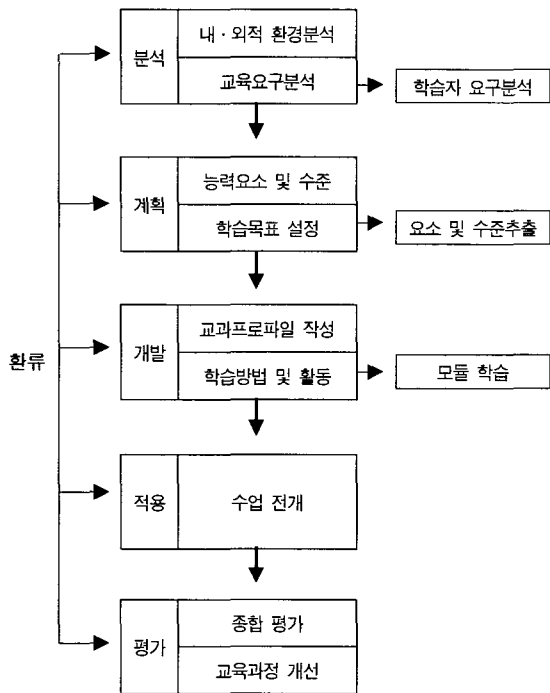 내 · 외적 환경분석
분석
교육요구분석
학습자 요구분석
능력요소 및 수준
계획
학습목표 설정
요소 및 수준추출
교과프로파일 작성
개발
학습방법 및 활동
모듈 학습
환류
적용
수업 전개
종합 평가
평가
교육과정 개선